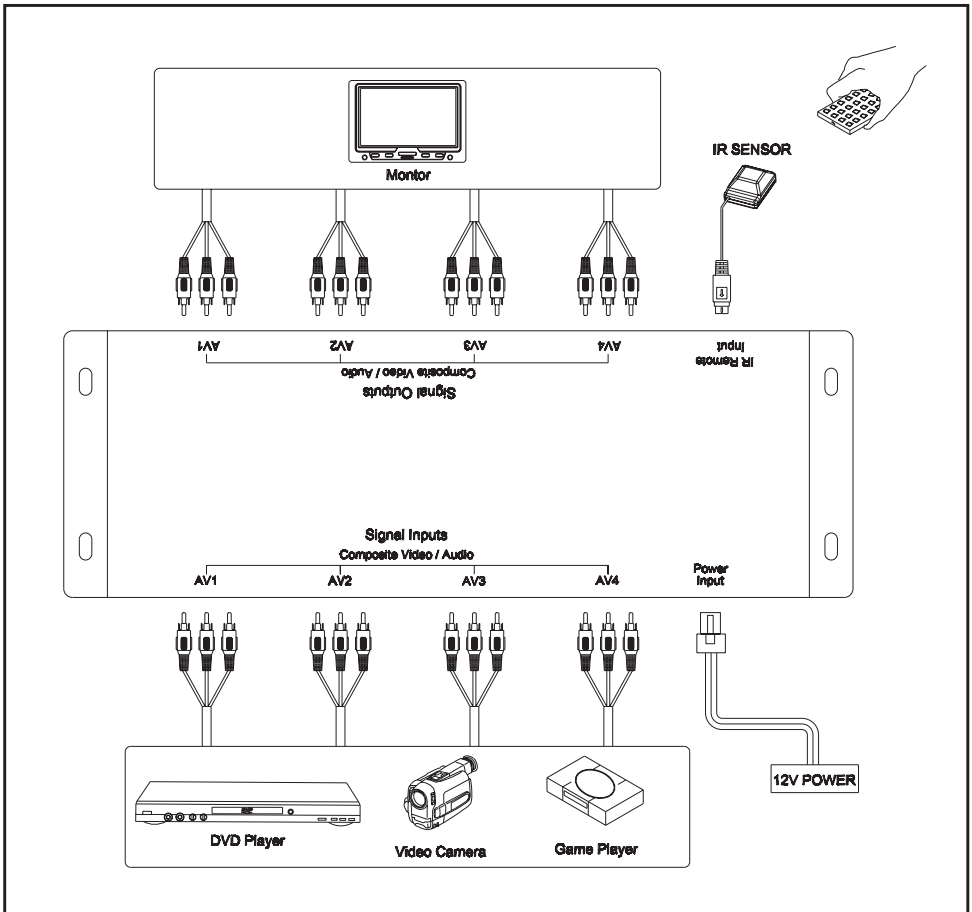 Montor
IR SENSOR
AV1
AV2
AV3
AV4
Composite Video / Audio
Signal Outputs
IR Remote
Input
Signal Inputs
Composite Video / Audio
AV1
AV2
AV3
AV4
Power
Input
12V POWER
DVD Player
Video Camera
Game Player